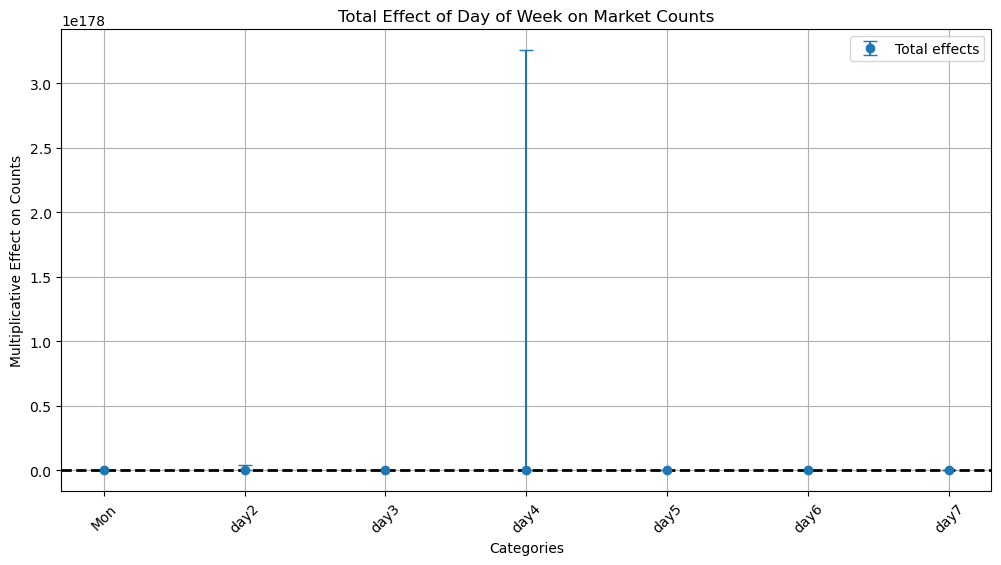 Total Effect of Day of Week on Market Counts
1e178
Total effects
3.0
2.5
2.0
1.5
1.0
0.5
0.0
Multiplicative Effect on Counts
Mon
day2
day3
day4
day5
day6
day7
Categories